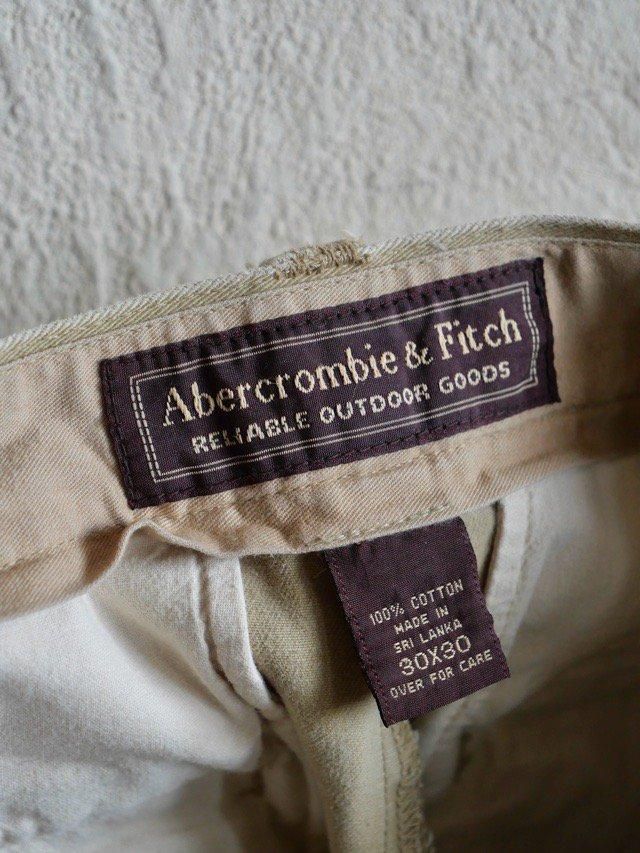 Abercrombie & Fitch
RELIABLE OUTDOOR GOODS
100% COTTON
MADE IN
SRI LANKA
30X30
OVER FOR CARE